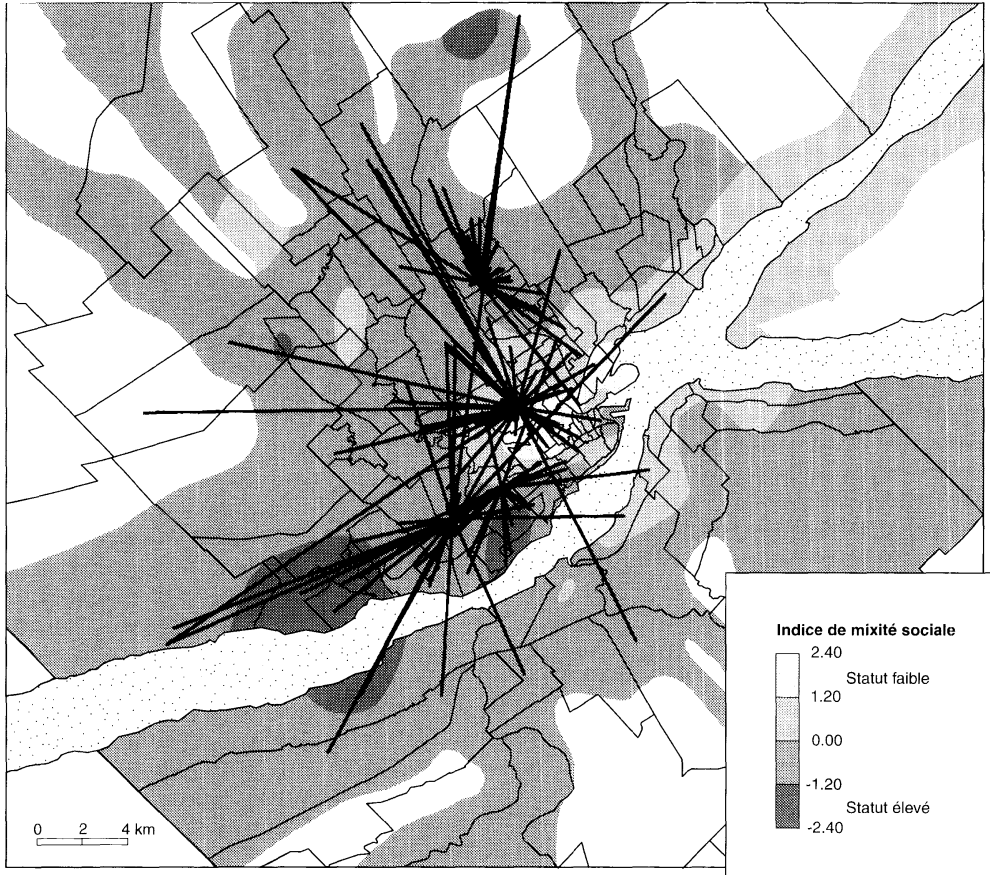 Indice de mixité sociale
2.40
Statut faible
1.20
0.00
-1.20
Statut élevé
-2.40
0 2 4 km